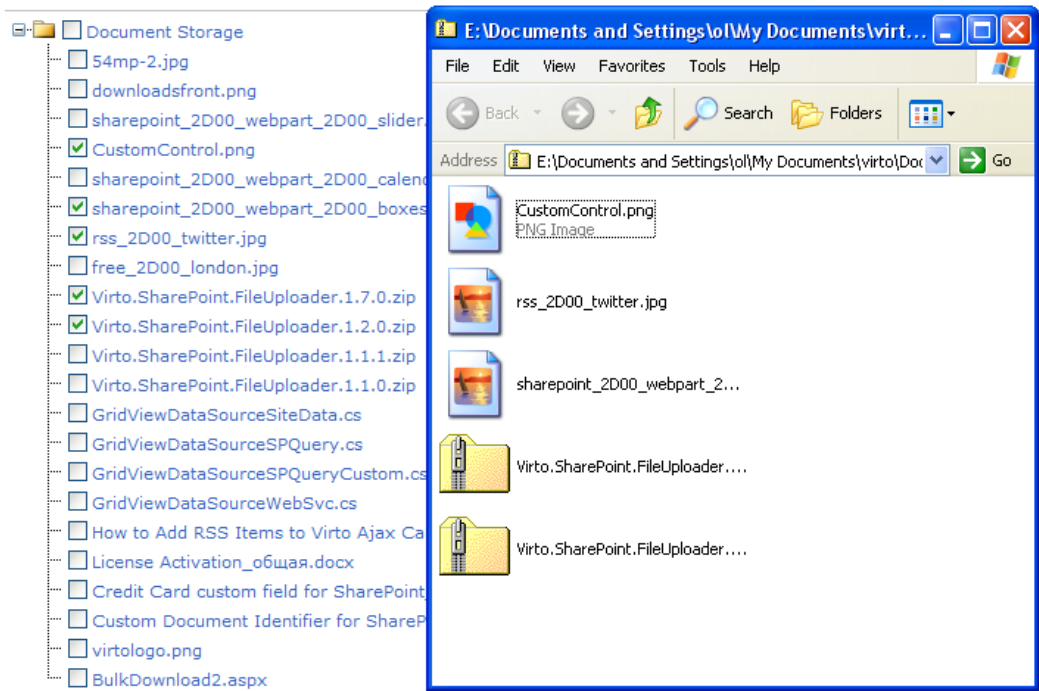 Document Storage
54mp-2.jpg
downloadsfront.png
sharepoint_2D00_webpart_2D00_slider.
CustomControl.png
sharepoint_2D00_webpart_2D00_calend
sharepoint_2D00_webpart_2D00_boxes
rss_2D00_twitter.jpg
free_2D00_london.jpg
Virto.SharePoint.FileUploader.1.7.0.zip
Virto.SharePoint.FileUploader.1.2.0.zip
Virto.SharePoint.FileUploader.1.1.1.zip
Virto.SharePoint.FileUploader.1.1.0.zip
GridViewDataSourceSiteData.cs
GridViewDataSourceSPQuery.cs
GridViewDataSourceSPQueryCustom.cs
GridViewDataSourceWebSvc.cs
How to Add RSS Items to Virto Ajax Ca
License Activation_общая.docx
Credit Card custom field for SharePoint_
Custom Document Identifier for ShareP
virtologo.png
BulkDownload2.aspx
E:\Documents and Settings\ol\My Documents\virt...
File Edit View Favorites Tools Help
Back Search Folders
Address E:\Documents and Settings\ol\My Documents\virto\Doc Go
CustomControl.png
PNG Image
rss_2D00_twitter.jpg
sharepoint_2D00_webpart_2...
Virto.SharePoint.FileUploader....
Virto.SharePoint.FileUploader....